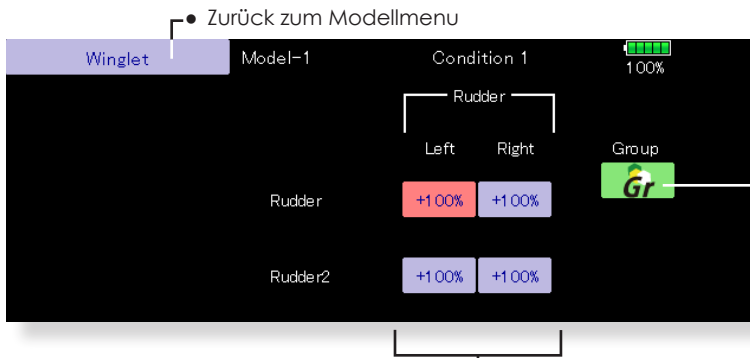 ● Zurück zum Modellmenu
Winglet Model-1 Condition 1 100%
Rudder
Left Right Group
Rudder +100% +100% Gr
Rudder2 +100% +100%